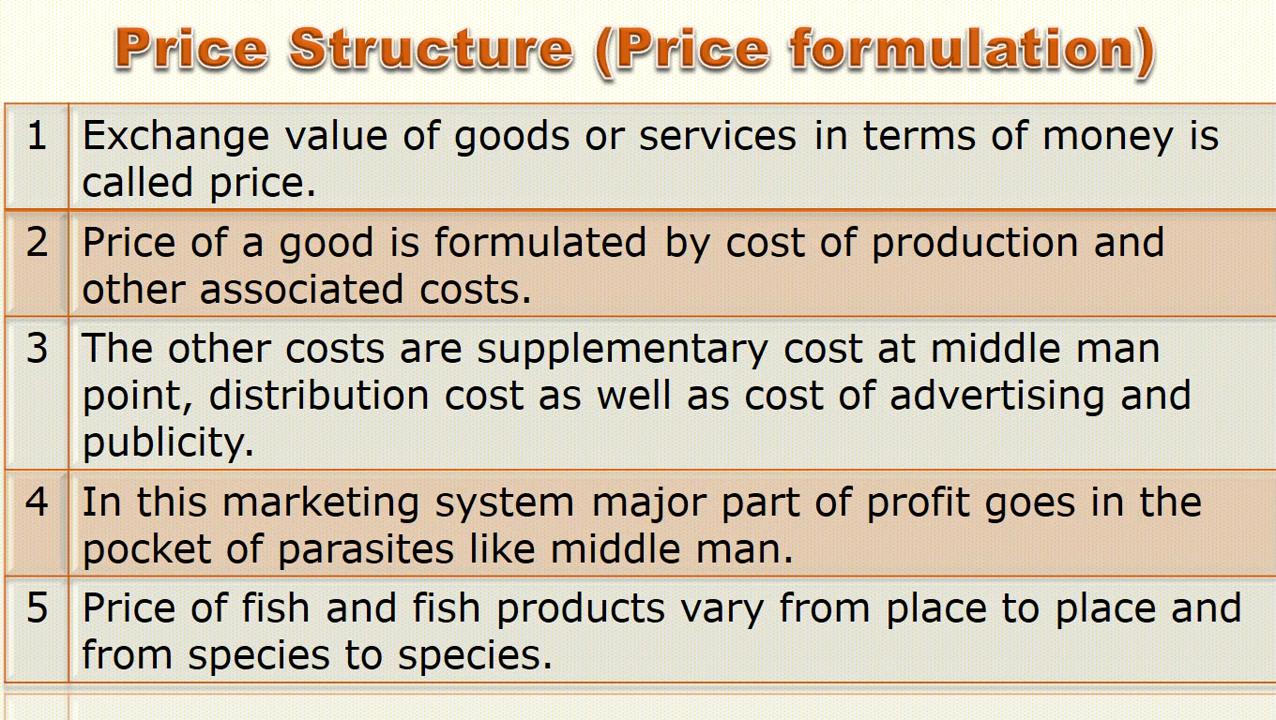 Price Structure (Price formulation)
1 Exchange value of goods or services in terms of money is
called price.
2 Price of a good is formulated by cost of production and
other associated costs.
3 The other costs are supplementary cost at middle man
point, distribution cost as well as cost of advertising and
publicity.
4 In this marketing system major part of profit goes in the
pocket of parasites like middle man.
5 Price of fish and fish products vary from place to place and
from species to species.